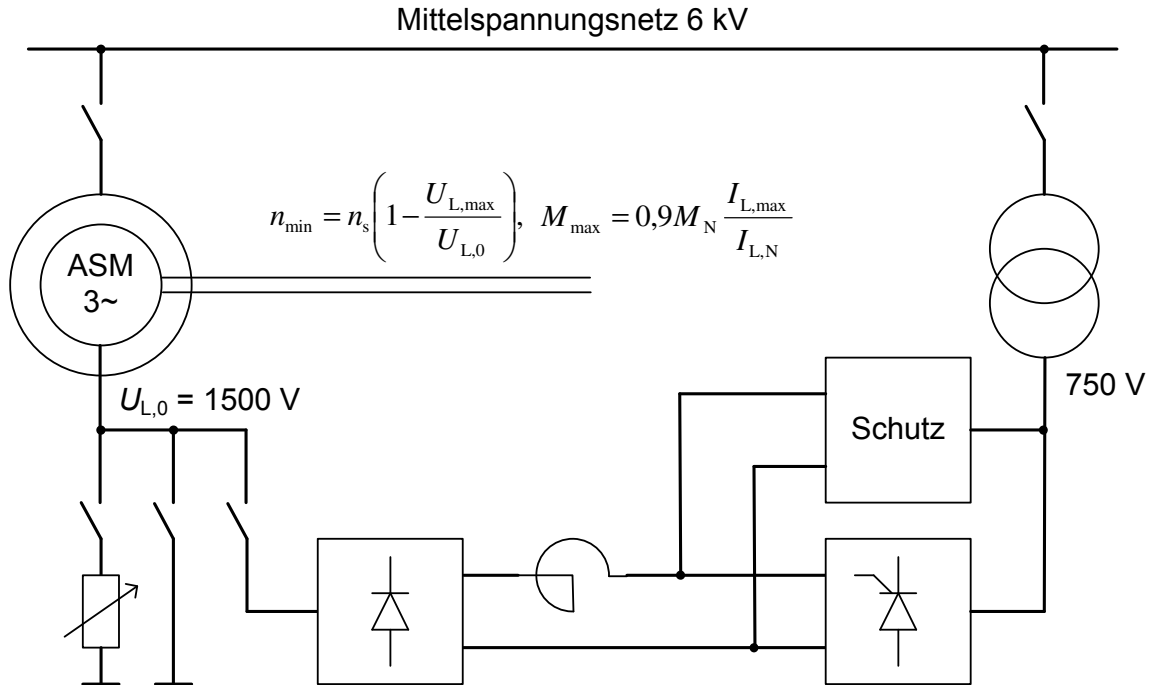 Mittelspannungsnetz 6 kV
n_min = n_s (1 − U_L,max / U_L,0), M_max = 0,9 M_N I_L,max / I_L,N
ASM
3~
U_L,0 = 1500 V
750 V
Schutz